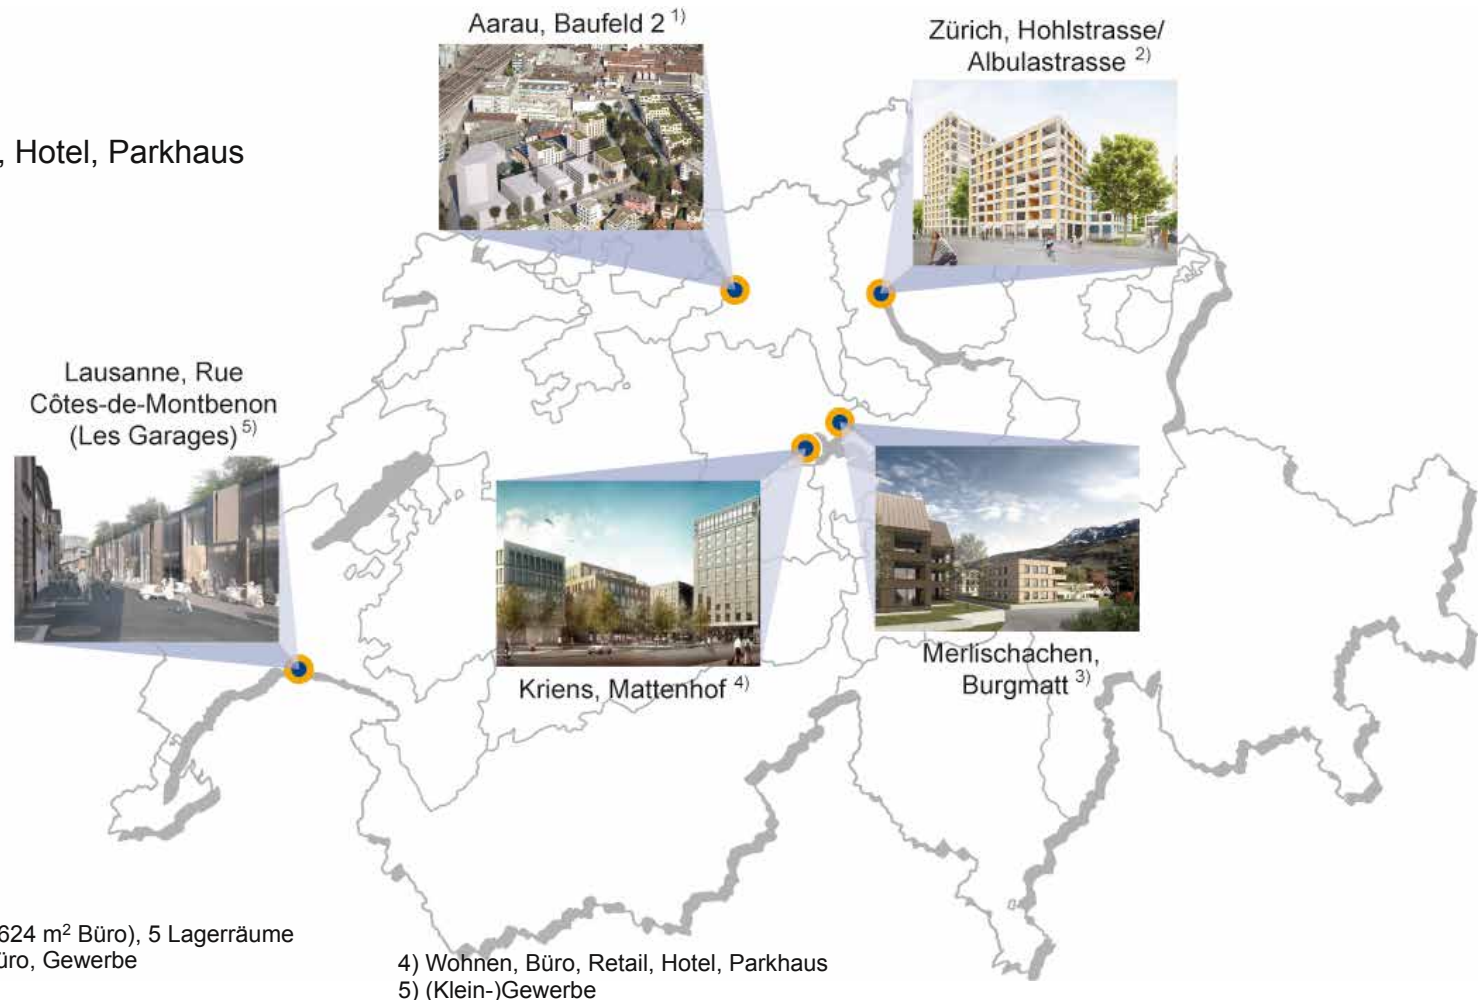 Aarau, Baufeld 2 1)
Zürich, Hohlstrasse/
Albulastrasse 2)
, Hotel, Parkhaus
Lausanne, Rue
Côtes-de-Montbenon
(Les Garages) 5)
Kriens, Mattenhof 4)
Merlischachen,
Burgmatt 3)
624 m² Büro), 5 Lagerräume
üro, Gewerbe
4) Wohnen, Büro, Retail, Hotel, Parkhaus
5) (Klein-)Gewerbe